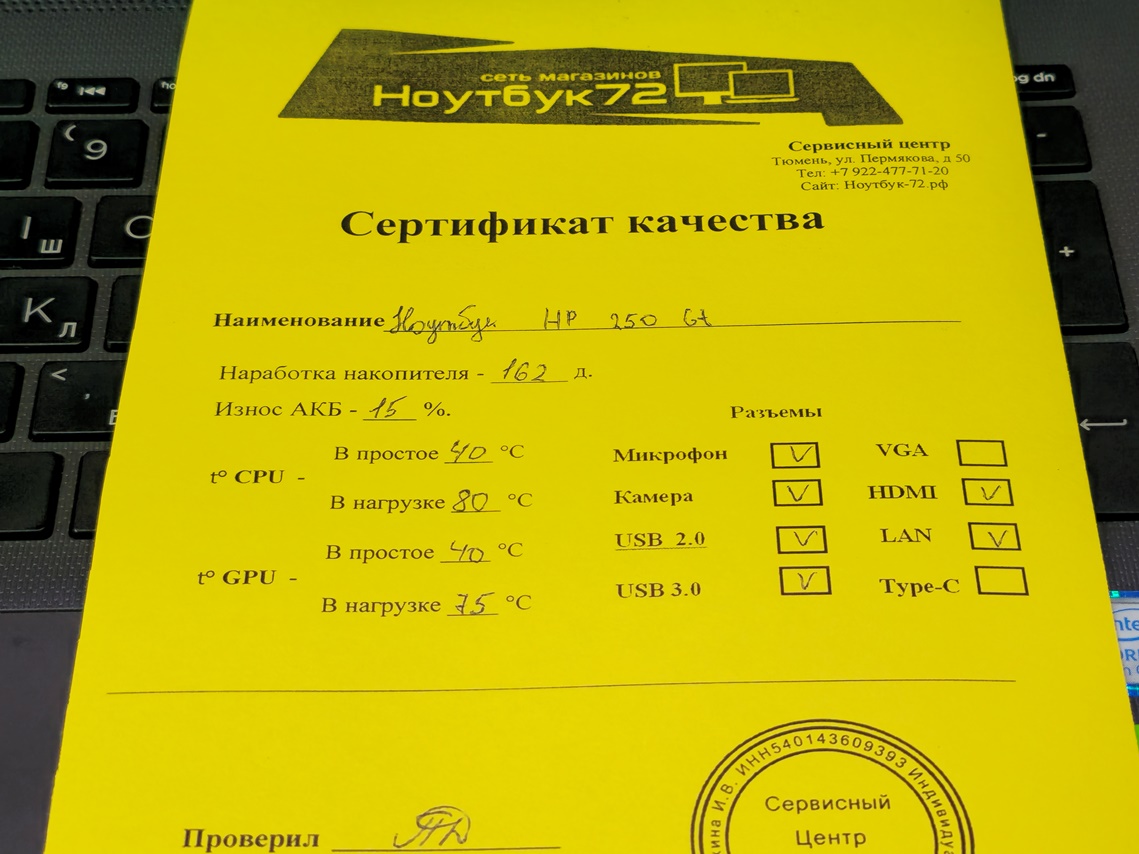 сеть магазинов
Ноутбук72
Сервисный центр
Тюмень, ул. Пермякова, д 50
Тел: +7 922-477-71-20
Сайт: Ноутбук-72.рф
Сертификат качества
Наименование Ноутбук HP 250
Наработка накопителя - 162 д.
Износ АКБ - 15 %.
Разъемы
t° CPU -
В простое 40 °C
В нагрузке 80 °C
t° GPU -
В простое 40 °C
В нагрузке 75 °C
Микрофон V VGA
Камера V HDMI V
USB 2.0 V LAN V
USB 3.0 V Type-C
Проверил
И.В. ИНН540143609393
Сервисный
Центр
f9
9
Ш
К Л
<
+
-